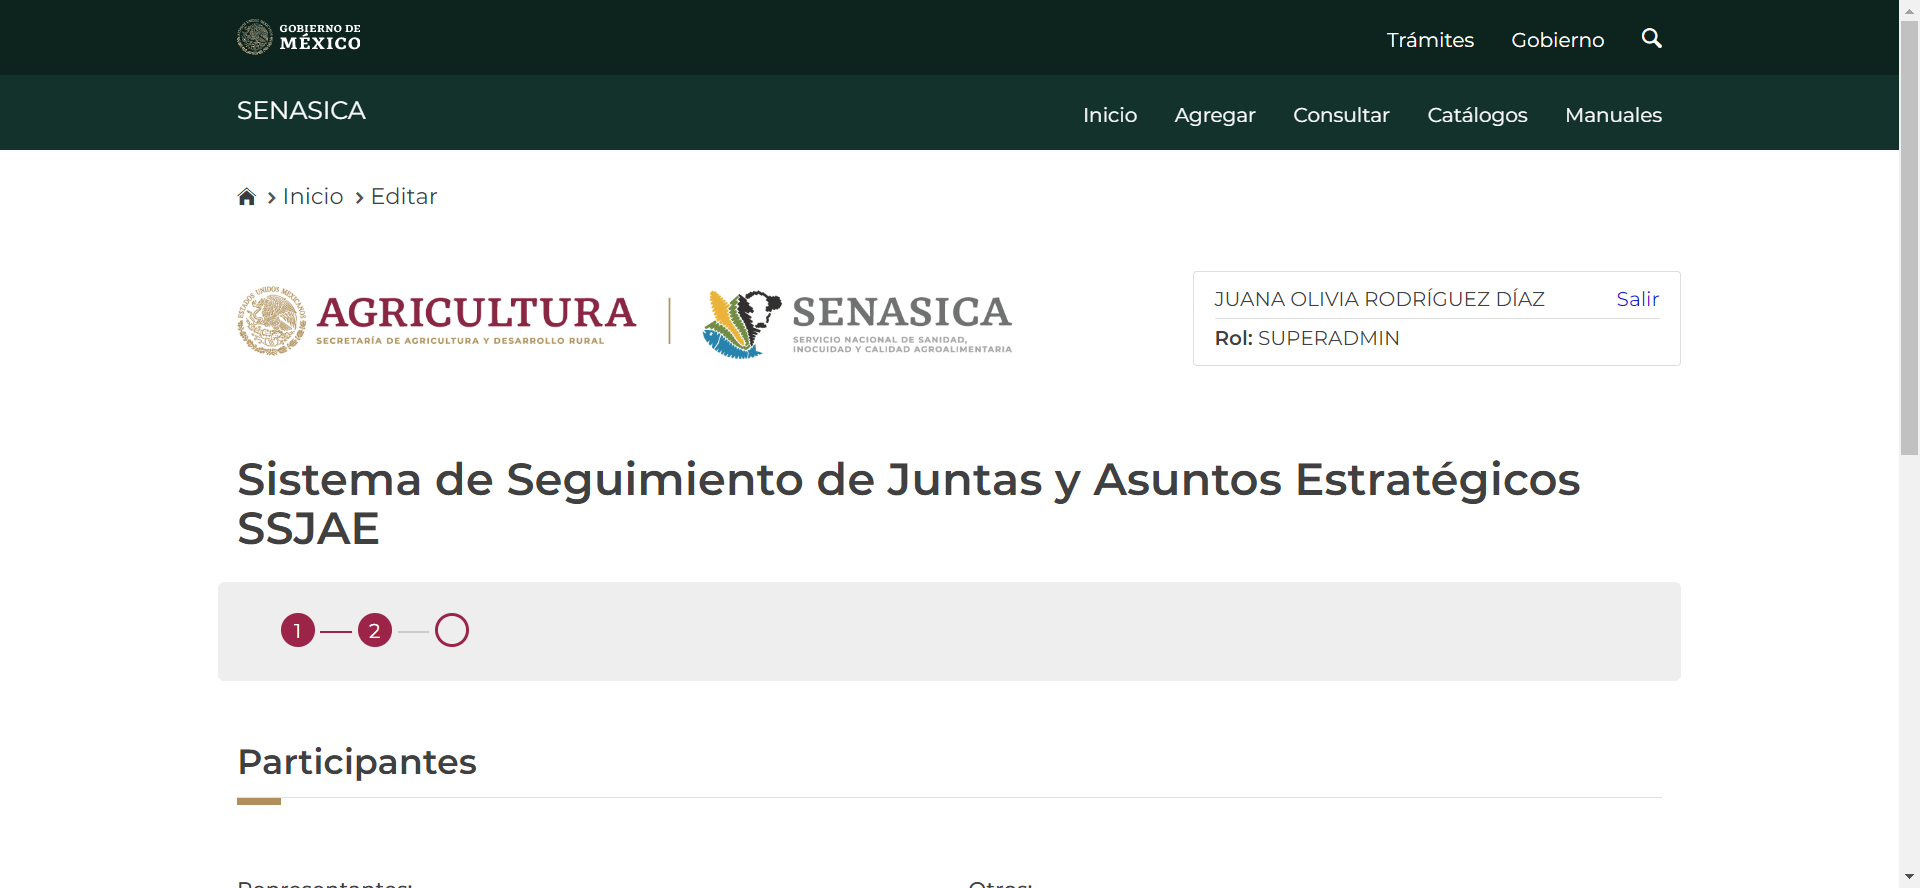 GOBIERNO DE
MÉXICO
Trámites Gobierno
SENASICA
Inicio Agregar Consultar Catálogos Manuales
Inicio Editar
ESTADOS UNIDOS MEXICANOS
AGRICULTURA
SECRETARÍA DE AGRICULTURA Y DESARROLLO RURAL
SENASICA
SERVICIO NACIONAL DE SANIDAD,
INOCUIDAD Y CALIDAD AGROALIMENTARIA
JUANA OLIVIA RODRÍGUEZ DÍAZ Salir
Rol: SUPERADMIN
Sistema de Seguimiento de Juntas y Asuntos Estratégicos
SSJAE
1 2
Participantes
Representantes: Otros: